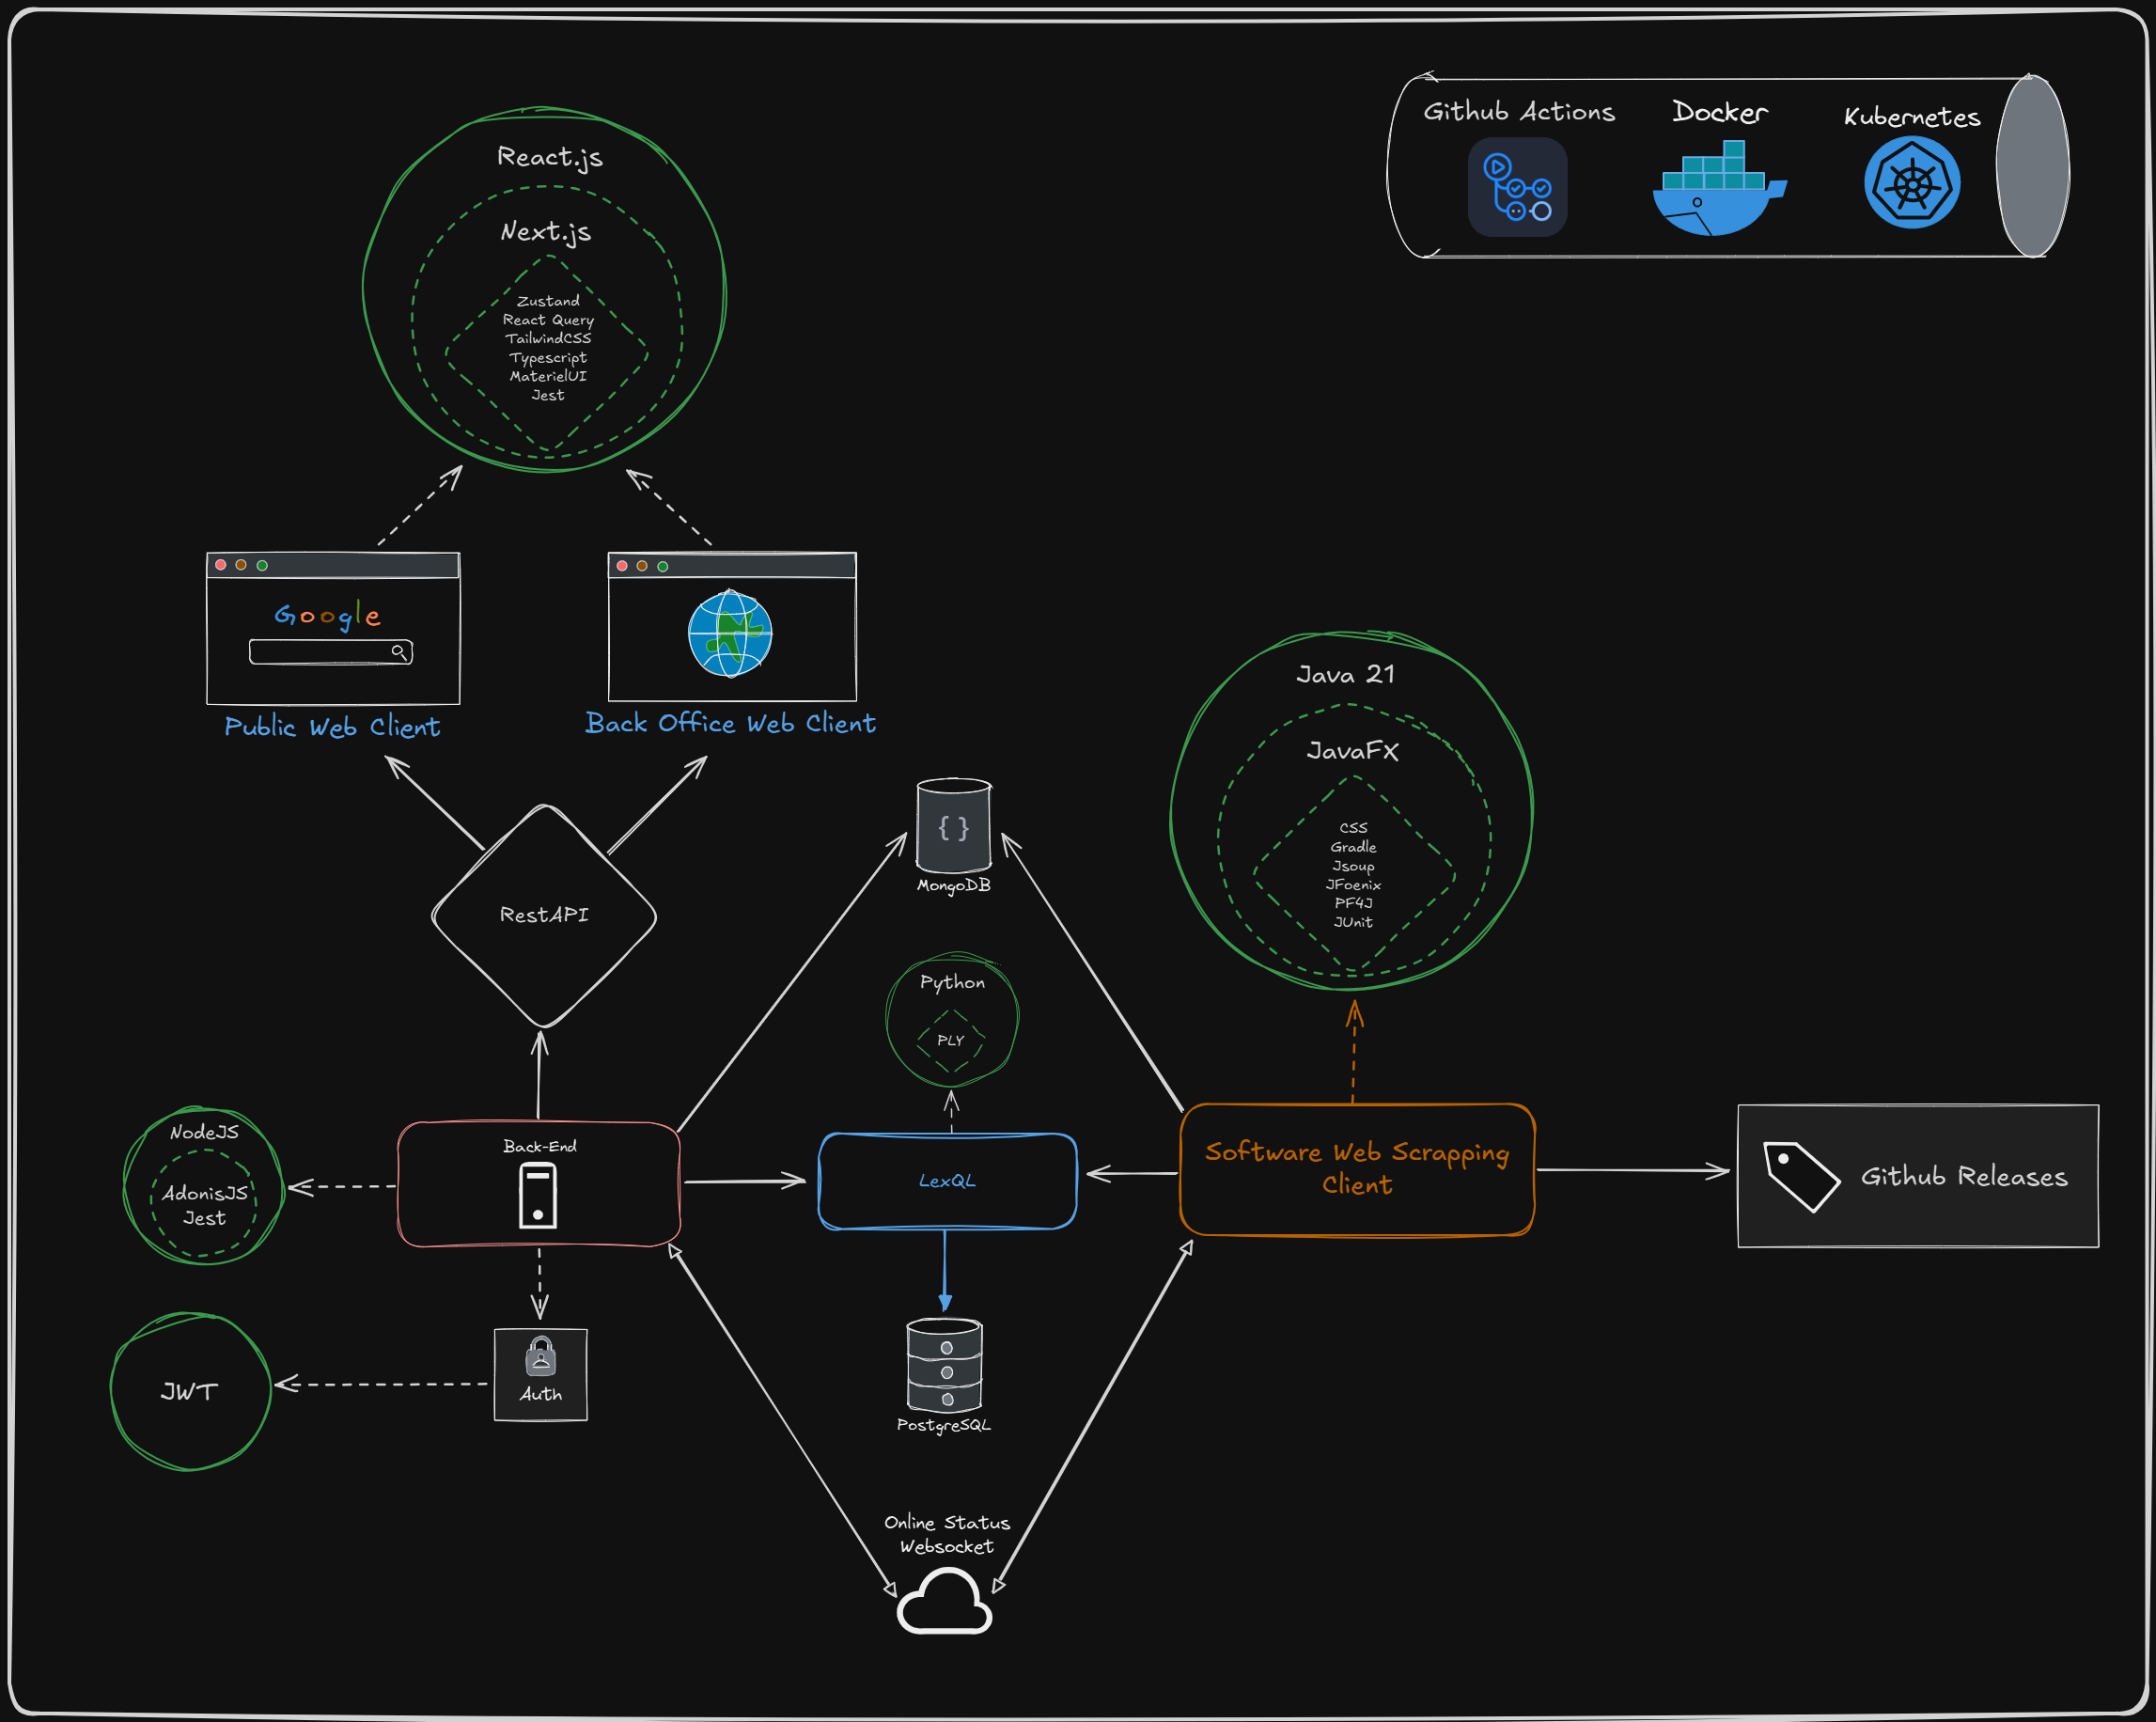 Github Actions
Docker
Kubernetes
React.js
Next.js
Zustand
React Query
TailwindCSS
Typescript
MaterielUI
Jest
Google
Public Web Client
Back Office Web Client
Java 21
JavaFX
CSS
Gradle
Jsoup
JFoenix
PF4J
JUnit
{ }
MongoDB
RestAPI
Python
PLY
NodeJS
AdonisJS
Jest
Back-End
LexQL
Software Web Scrapping
Client
Github Releases
JWT
Auth
PostgreSQL
Online Status
Websocket